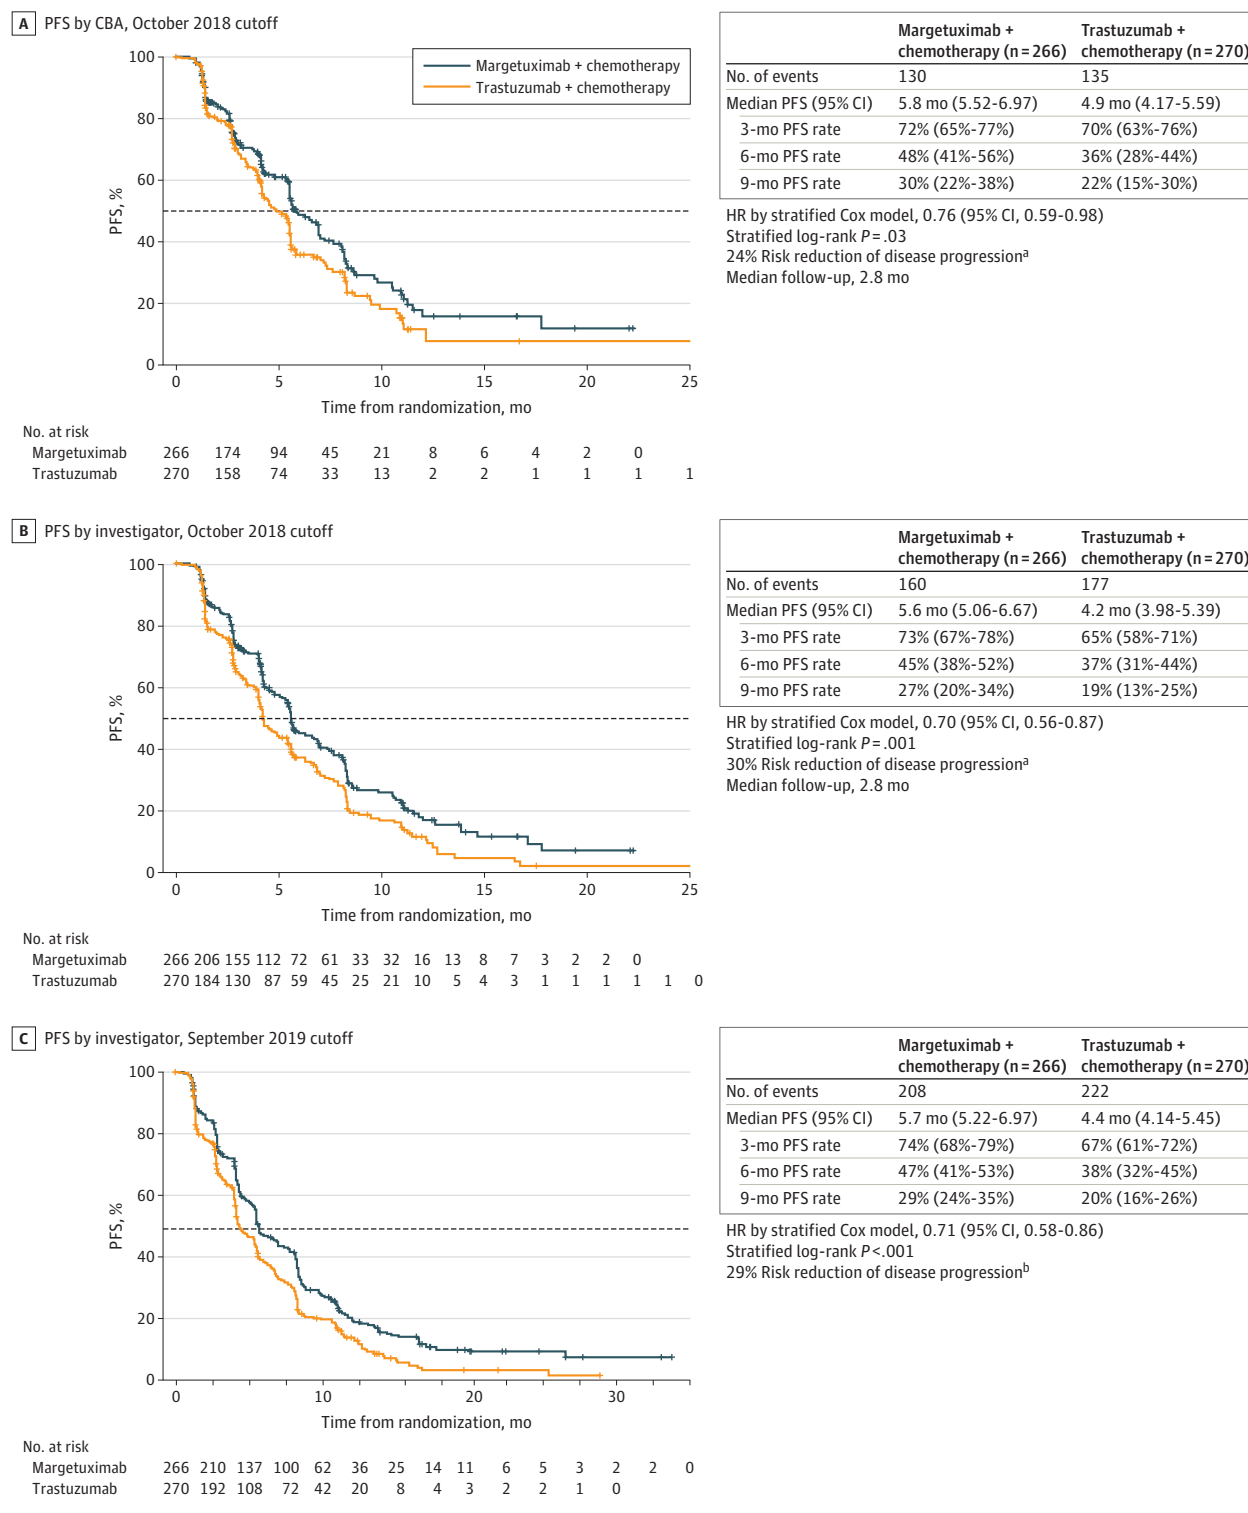 A PFS by CBA, October 2018 cutoff
Margetuximab + chemotherapy
Trastuzumab + chemotherapy
PFS, %
100
80
60
40
20
0
0 5 10 15 20 25
Time from randomization, mo
No. at risk
Margetuximab 266 174 94 45 21 8 6 4 2 0
Trastuzumab 270 158 74 33 13 2 2 1 1 1 1
Margetuximab + chemotherapy (n = 266) Trastuzumab + chemotherapy (n = 270)
No. of events 130 135
Median PFS (95% CI) 5.8 mo (5.52-6.97) 4.9 mo (4.17-5.59)
3-mo PFS rate 72% (65%-77%) 70% (63%-76%)
6-mo PFS rate 48% (41%-56%) 36% (28%-44%)
9-mo PFS rate 30% (22%-38%) 22% (15%-30%)
HR by stratified Cox model, 0.76 (95% CI, 0.59-0.98)
Stratified log-rank P = .03
24% Risk reduction of disease progressionᵃ
Median follow-up, 2.8 mo
B PFS by investigator, October 2018 cutoff
PFS, %
100
80
60
40
20
0
0 5 10 15 20 25
Time from randomization, mo
No. at risk
Margetuximab 266 206 155 112 72 61 33 32 16 13 8 7 3 2 2 0
Trastuzumab 270 184 130 87 59 45 25 21 10 5 4 3 1 1 1 1 1 0
Margetuximab + chemotherapy (n = 266) Trastuzumab + chemotherapy (n = 270)
No. of events 160 177
Median PFS (95% CI) 5.6 mo (5.06-6.67) 4.2 mo (3.98-5.39)
3-mo PFS rate 73% (67%-78%) 65% (58%-71%)
6-mo PFS rate 45% (38%-52%) 37% (31%-44%)
9-mo PFS rate 27% (20%-34%) 19% (13%-25%)
HR by stratified Cox model, 0.70 (95% CI, 0.56-0.87)
Stratified log-rank P = .001
30% Risk reduction of disease progressionᵃ
Median follow-up, 2.8 mo
C PFS by investigator, September 2019 cutoff
PFS, %
100
80
60
40
20
0
0 10 20 30
Time from randomization, mo
No. at risk
Margetuximab 266 210 137 100 62 36 25 14 11 6 5 3 2 2 0
Trastuzumab 270 192 108 72 42 20 8 4 3 2 2 1 0
Margetuximab + chemotherapy (n = 266) Trastuzumab + chemotherapy (n = 270)
No. of events 208 222
Median PFS (95% CI) 5.7 mo (5.22-6.97) 4.4 mo (4.14-5.45)
3-mo PFS rate 74% (68%-79%) 67% (61%-72%)
6-mo PFS rate 47% (41%-53%) 38% (32%-45%)
9-mo PFS rate 29% (24%-35%) 20% (16%-26%)
HR by stratified Cox model, 0.71 (95% CI, 0.58-0.86)
Stratified log-rank P < .001
29% Risk reduction of disease progressionᵇ